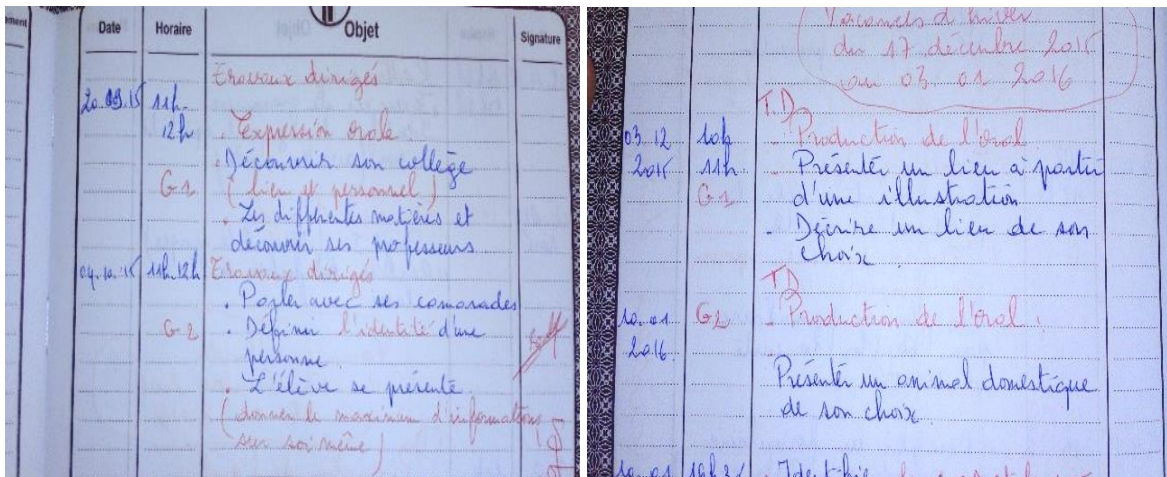 Date Horaire Objet Signature
Travaux dirigés
20.09.15 11h-
12h . Expression orale
. Découvrir son collège
G1 (lieu et personnel)
. Les différentes matières et
découvrir ses professeurs
04.10.15 11h-12h Travaux dirigés
. Parler avec ses camarades
G2 . Définir l'identité d'une
personne
. L'élève se présente
(donner le maximum d'informations
sur soi même)
Vacances d'hiver
du 17 décembre 2015
au 03 01 2016
T.D
03.12 10h - Production de l'oral
2015 11h - Présenter un lieu à partir
G1 d'une illustration
- Décrire un lieu de son
choix.
TD
10.01 G2 - Production de l'oral.
2016.
Présenter un animal domestique
de son choix.
10.01